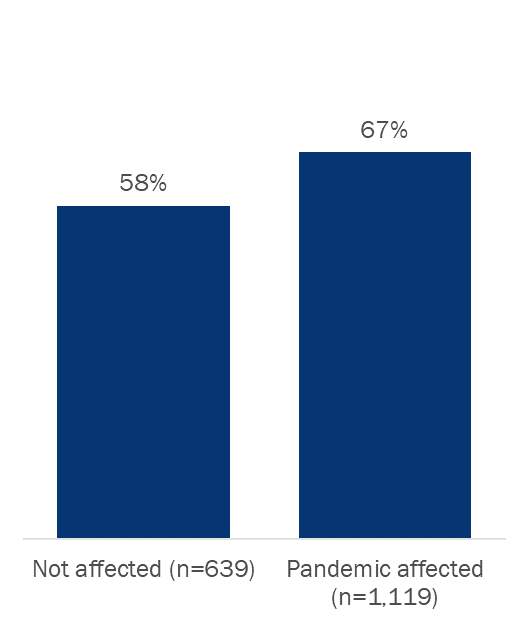 67%
58%
Not affected (n=639)
Pandemic affected
(n=1,119)